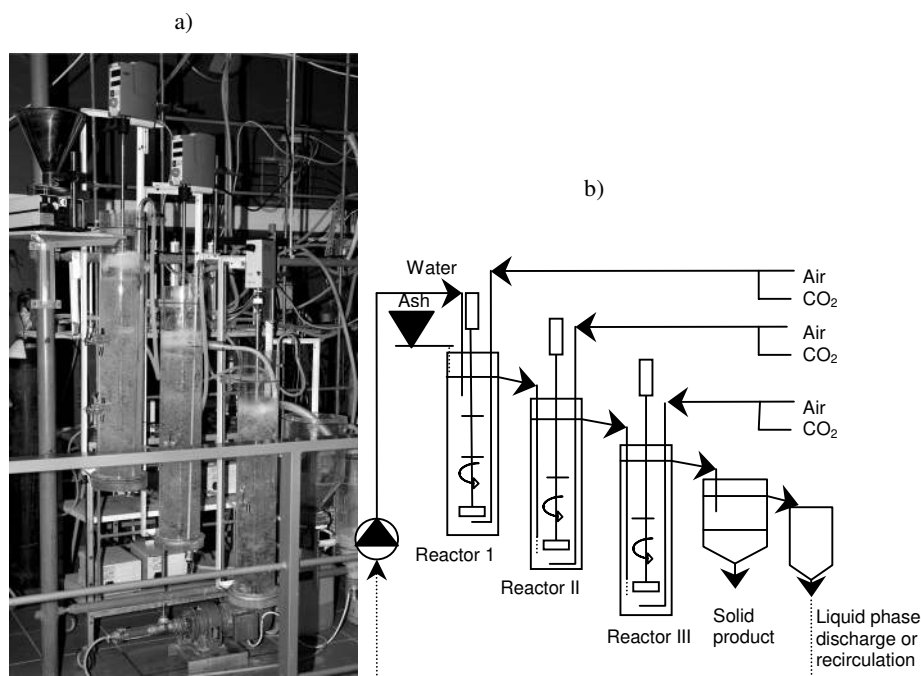 a)
b)
Water
Ash
Air
CO₂
Air
CO₂
Air
CO₂
Reactor 1
Reactor II
Reactor III
Solid
product
Liquid phase
discharge or
recirculation